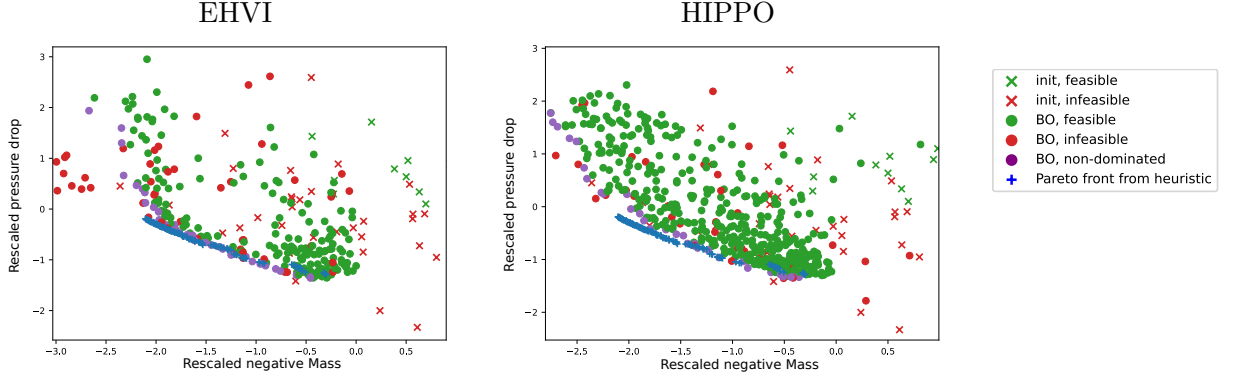 EHVI
HIPPO
3
2
1
0
−1
−2
Rescaled pressure drop
−3.0 −2.5 −2.0 −1.5 −1.0 −0.5 0.0 0.5
Rescaled negative Mass
3
2
1
0
−1
−2
Rescaled pressure drop
−2.5 −2.0 −1.5 −1.0 −0.5 0.0 0.5
Rescaled negative Mass
init, feasible
init, infeasible
BO, feasible
BO, infeasible
BO, non-dominated
Pareto front from heuristic